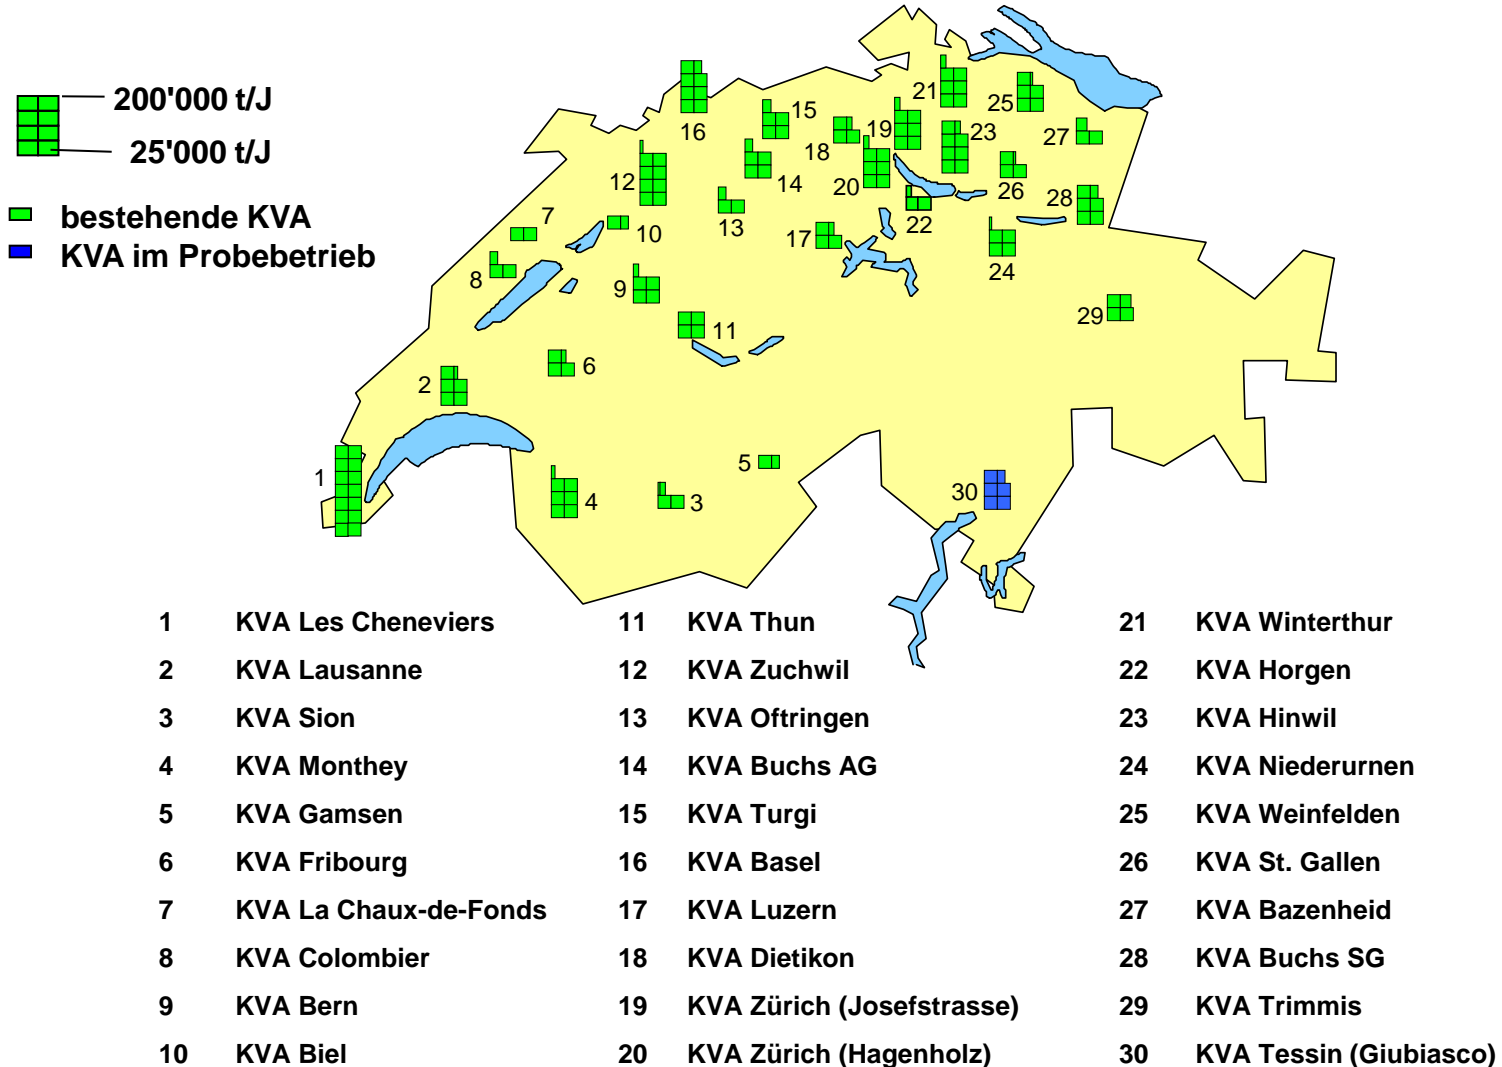 200'000 t/J
25'000 t/J
bestehende KVA
KVA im Probebetrieb
1
2
3
4
5
6
7
8
9
10
11
12
13
14
15
16
17
18
19
20
21
22
23
24
25
26
27
28
29
30
1 KVA Les Cheneviers
2 KVA Lausanne
3 KVA Sion
4 KVA Monthey
5 KVA Gamsen
6 KVA Fribourg
7 KVA La Chaux-de-Fonds
8 KVA Colombier
9 KVA Bern
10 KVA Biel
11 KVA Thun
12 KVA Zuchwil
13 KVA Oftringen
14 KVA Buchs AG
15 KVA Turgi
16 KVA Basel
17 KVA Luzern
18 KVA Dietikon
19 KVA Zürich (Josefstrasse)
20 KVA Zürich (Hagenholz)
21 KVA Winterthur
22 KVA Horgen
23 KVA Hinwil
24 KVA Niederurnen
25 KVA Weinfelden
26 KVA St. Gallen
27 KVA Bazenheid
28 KVA Buchs SG
29 KVA Trimmis
30 KVA Tessin (Giubiasco)